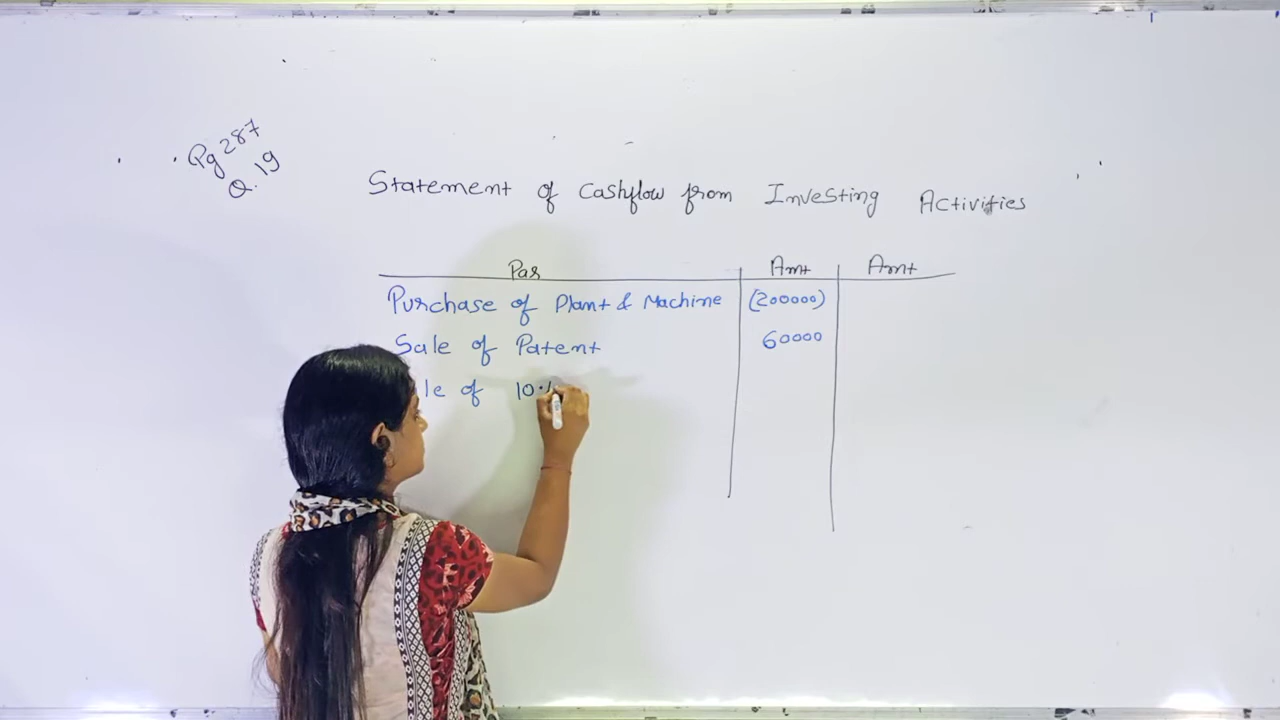 Pg 287
Q. 19
Statement of Cashflow from Investing Activities
Par Amt Amt
Purchase of Plant & Machine (200000)
Sale of Patent 60000
le of 10%